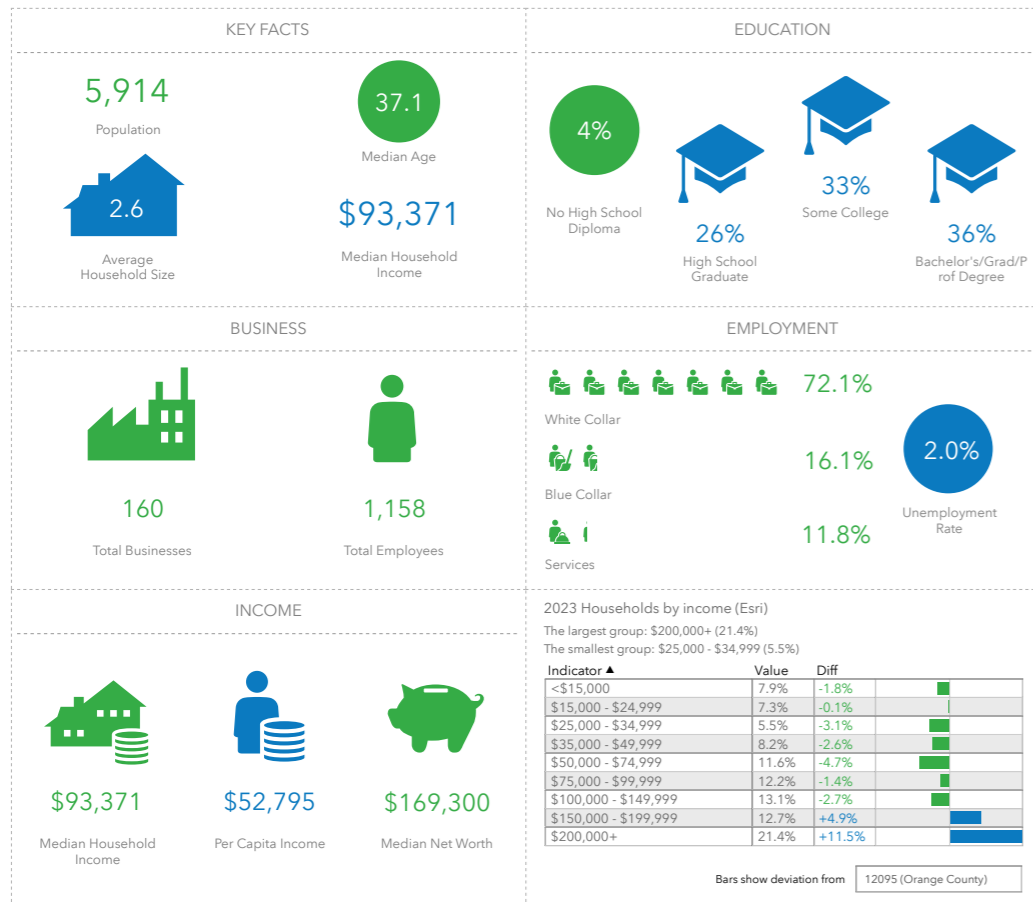 KEY FACTS
5,914
Population
37.1
Median Age
2.6
Average
Household Size
$93,371
Median Household
Income
EDUCATION
4%
No High School
Diploma
26%
High School
Graduate
33%
Some College
36%
Bachelor's/Grad/P
rof Degree
BUSINESS
160
Total Businesses
1,158
Total Employees
EMPLOYMENT
72.1%
White Collar
16.1%
Blue Collar
11.8%
Services
2.0%
Unemployment
Rate
INCOME
$93,371
Median Household
Income
$52,795
Per Capita Income
$169,300
Median Net Worth
2023 Households by income (Esri)
The largest group: $200,000+ (21.4%)
The smallest group: $25,000 - $34,999 (5.5%)
Indicator ▲ Value Diff
<$15,000 7.9% -1.8%
$15,000 - $24,999 7.3% -0.1%
$25,000 - $34,999 5.5% -3.1%
$35,000 - $49,999 8.2% -2.6%
$50,000 - $74,999 11.6% -4.7%
$75,000 - $99,999 12.2% -1.4%
$100,000 - $149,999 13.1% -2.7%
$150,000 - $199,999 12.7% +4.9%
$200,000+ 21.4% +11.5%
Bars show deviation from 12095 (Orange County)